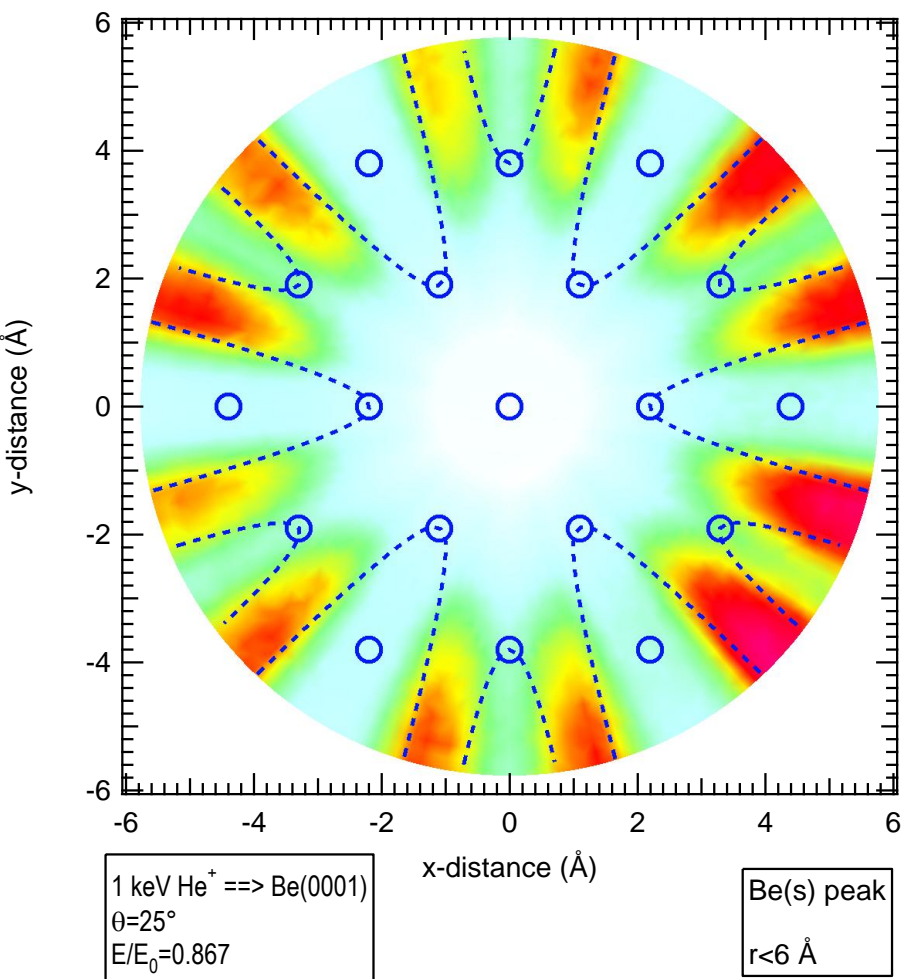 6
4
2
0
-2
-4
-6
y-distance (Å)
-6 -4 -2 0 2 4 6
x-distance (Å)
1 keV He⁺ ==> Be(0001)
θ=25°
E/E₀=0.867
Be(s) peak
r<6 Å